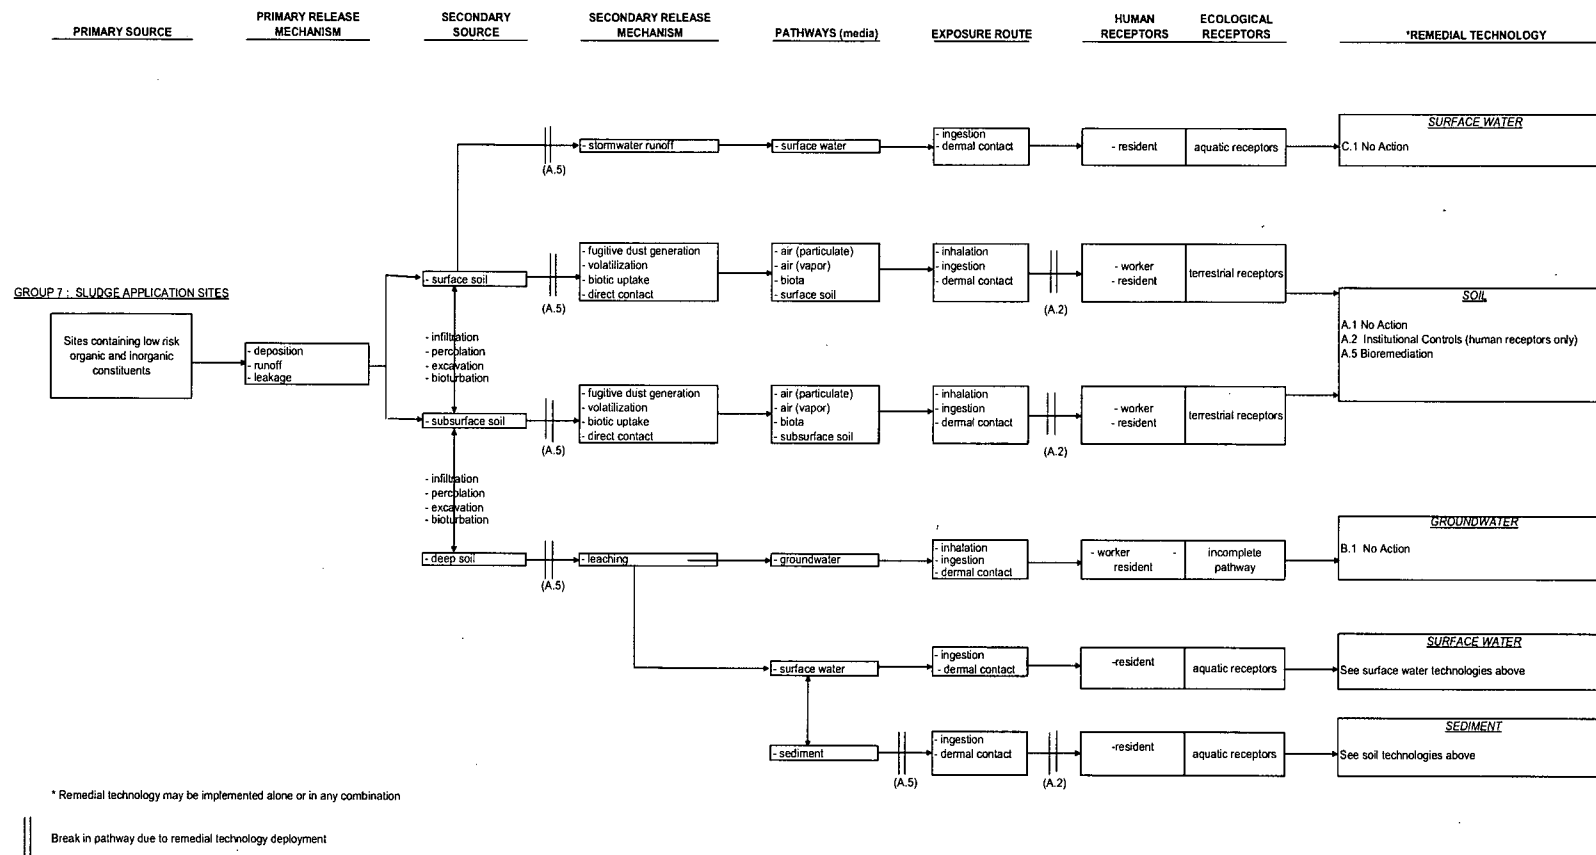 PRIMARY SOURCE
PRIMARY RELEASE
MECHANISM
SECONDARY
SOURCE
SECONDARY RELEASE
MECHANISM
PATHWAYS (media)
EXPOSURE ROUTE
HUMAN
RECEPTORS
ECOLOGICAL
RECEPTORS
*REMEDIAL TECHNOLOGY
(A.5)
- stormwater runoff
- surface water
- ingestion
- dermal contact
- resident
aquatic receptors
SURFACE WATER
C.1 No Action
GROUP 7 : SLUDGE APPLICATION SITES
Sites containing low risk
organic and inorganic
constituents
- deposition
- runoff
- leakage
- surface soil
(A.5)
- fugitive dust generation
- volatilization
- biotic uptake
- direct contact
- air (particulate)
- air (vapor)
- biota
- surface soil
- inhalation
- ingestion
- dermal contact
(A.2)
- worker
- resident
terrestrial receptors
SOIL
A.1 No Action
A.2 Institutional Controls (human receptors only)
A.5 Bioremediation
- infiltration
- percolation
- excavation
- bioturbation
- subsurface soil
(A.5)
- fugitive dust generation
- volatilization
- biotic uptake
- direct contact
- air (particulate)
- air (vapor)
- biota
- subsurface soil
- inhalation
- ingestion
- dermal contact
(A.2)
- worker
- resident
terrestrial receptors
- infiltration
- percolation
- excavation
- bioturbation
- deep soil
(A.5)
- leaching
- groundwater
- inhalation
- ingestion
- dermal contact
- worker -
resident
incomplete
pathway
GROUNDWATER
B.1 No Action
- surface water
- ingestion
- dermal contact
-resident
aquatic receptors
SURFACE WATER
See surface water technologies above
- sediment
(A.5)
- ingestion
- dermal contact
(A.2)
-resident
aquatic receptors
SEDIMENT
See soil technologies above
* Remedial technology may be implemented alone or in any combination
Break in pathway due to remedial technology deployment